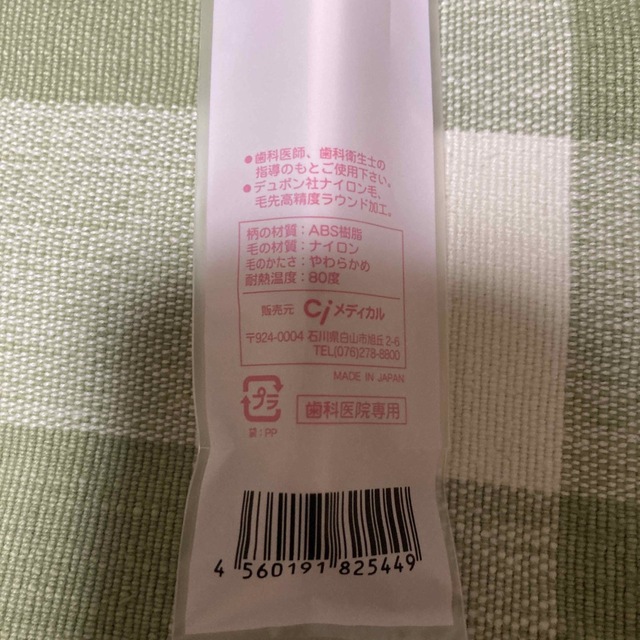 ●歯科医師、歯科衛生士の
指導のもとご使用下さい。
●デュポン社ナイロン毛、
毛先高精度ラウンド加工。
柄の材質:ABS樹脂
毛の材質:ナイロン
毛のかたさ:やわらかめ
耐熱温度:80度
販売元 Ci メディカル
〒924-0004 石川県白山市旭丘2-6
TEL(076)278-8800
MADE IN JAPAN
プラ
袋:PP
歯科医院専用
4 560191 825449